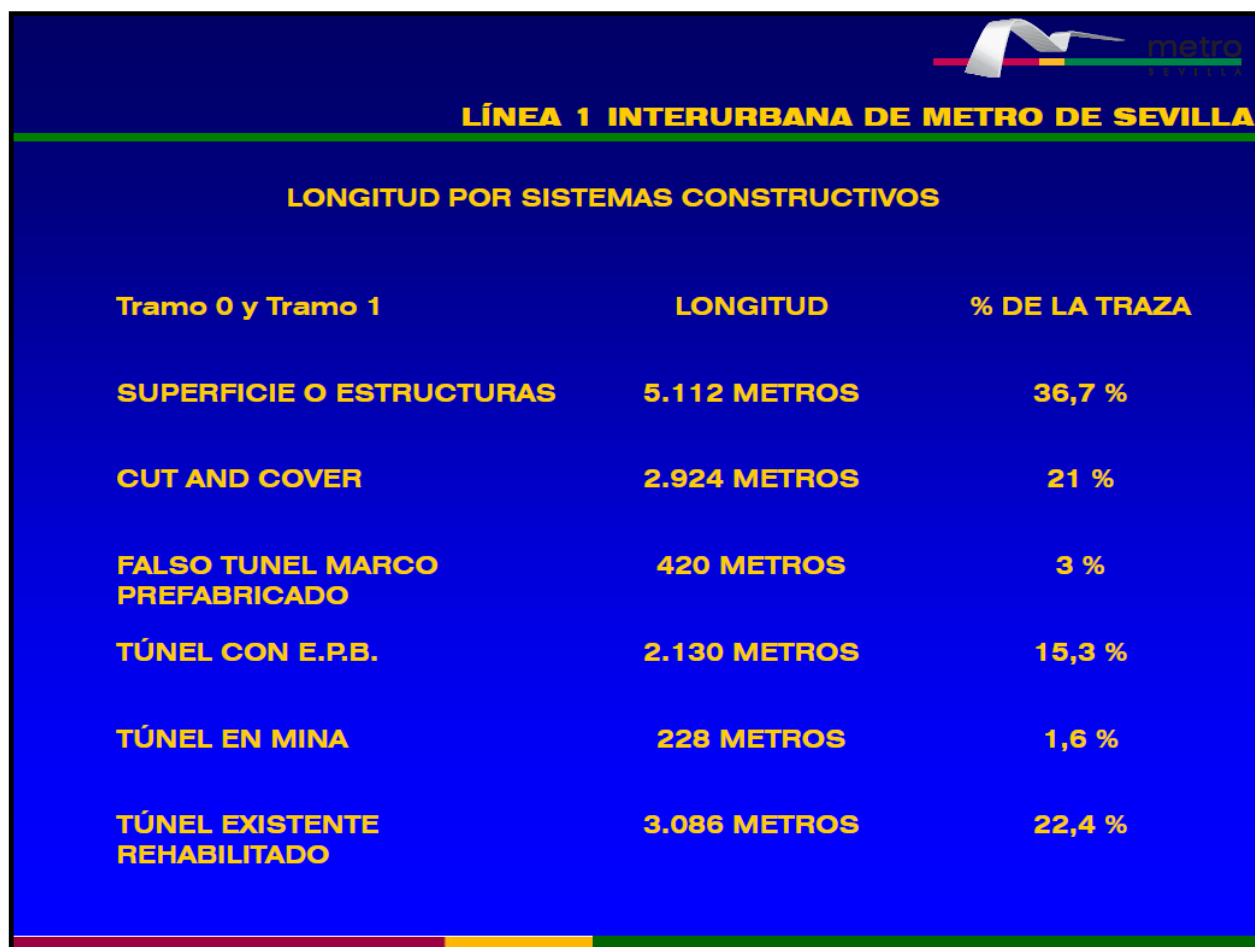 metro
SEVILLA
LÍNEA 1 INTERURBANA DE METRO DE SEVILLA
LONGITUD POR SISTEMAS CONSTRUCTIVOS
Tramo 0 y Tramo 1 LONGITUD % DE LA TRAZA
SUPERFICIE O ESTRUCTURAS 5.112 METROS 36,7 %
CUT AND COVER 2.924 METROS 21 %
FALSO TUNEL MARCO 420 METROS 3 %
PREFABRICADO
TÚNEL CON E.P.B. 2.130 METROS 15,3 %
TÚNEL EN MINA 228 METROS 1,6 %
TÚNEL EXISTENTE 3.086 METROS 22,4 %
REHABILITADO